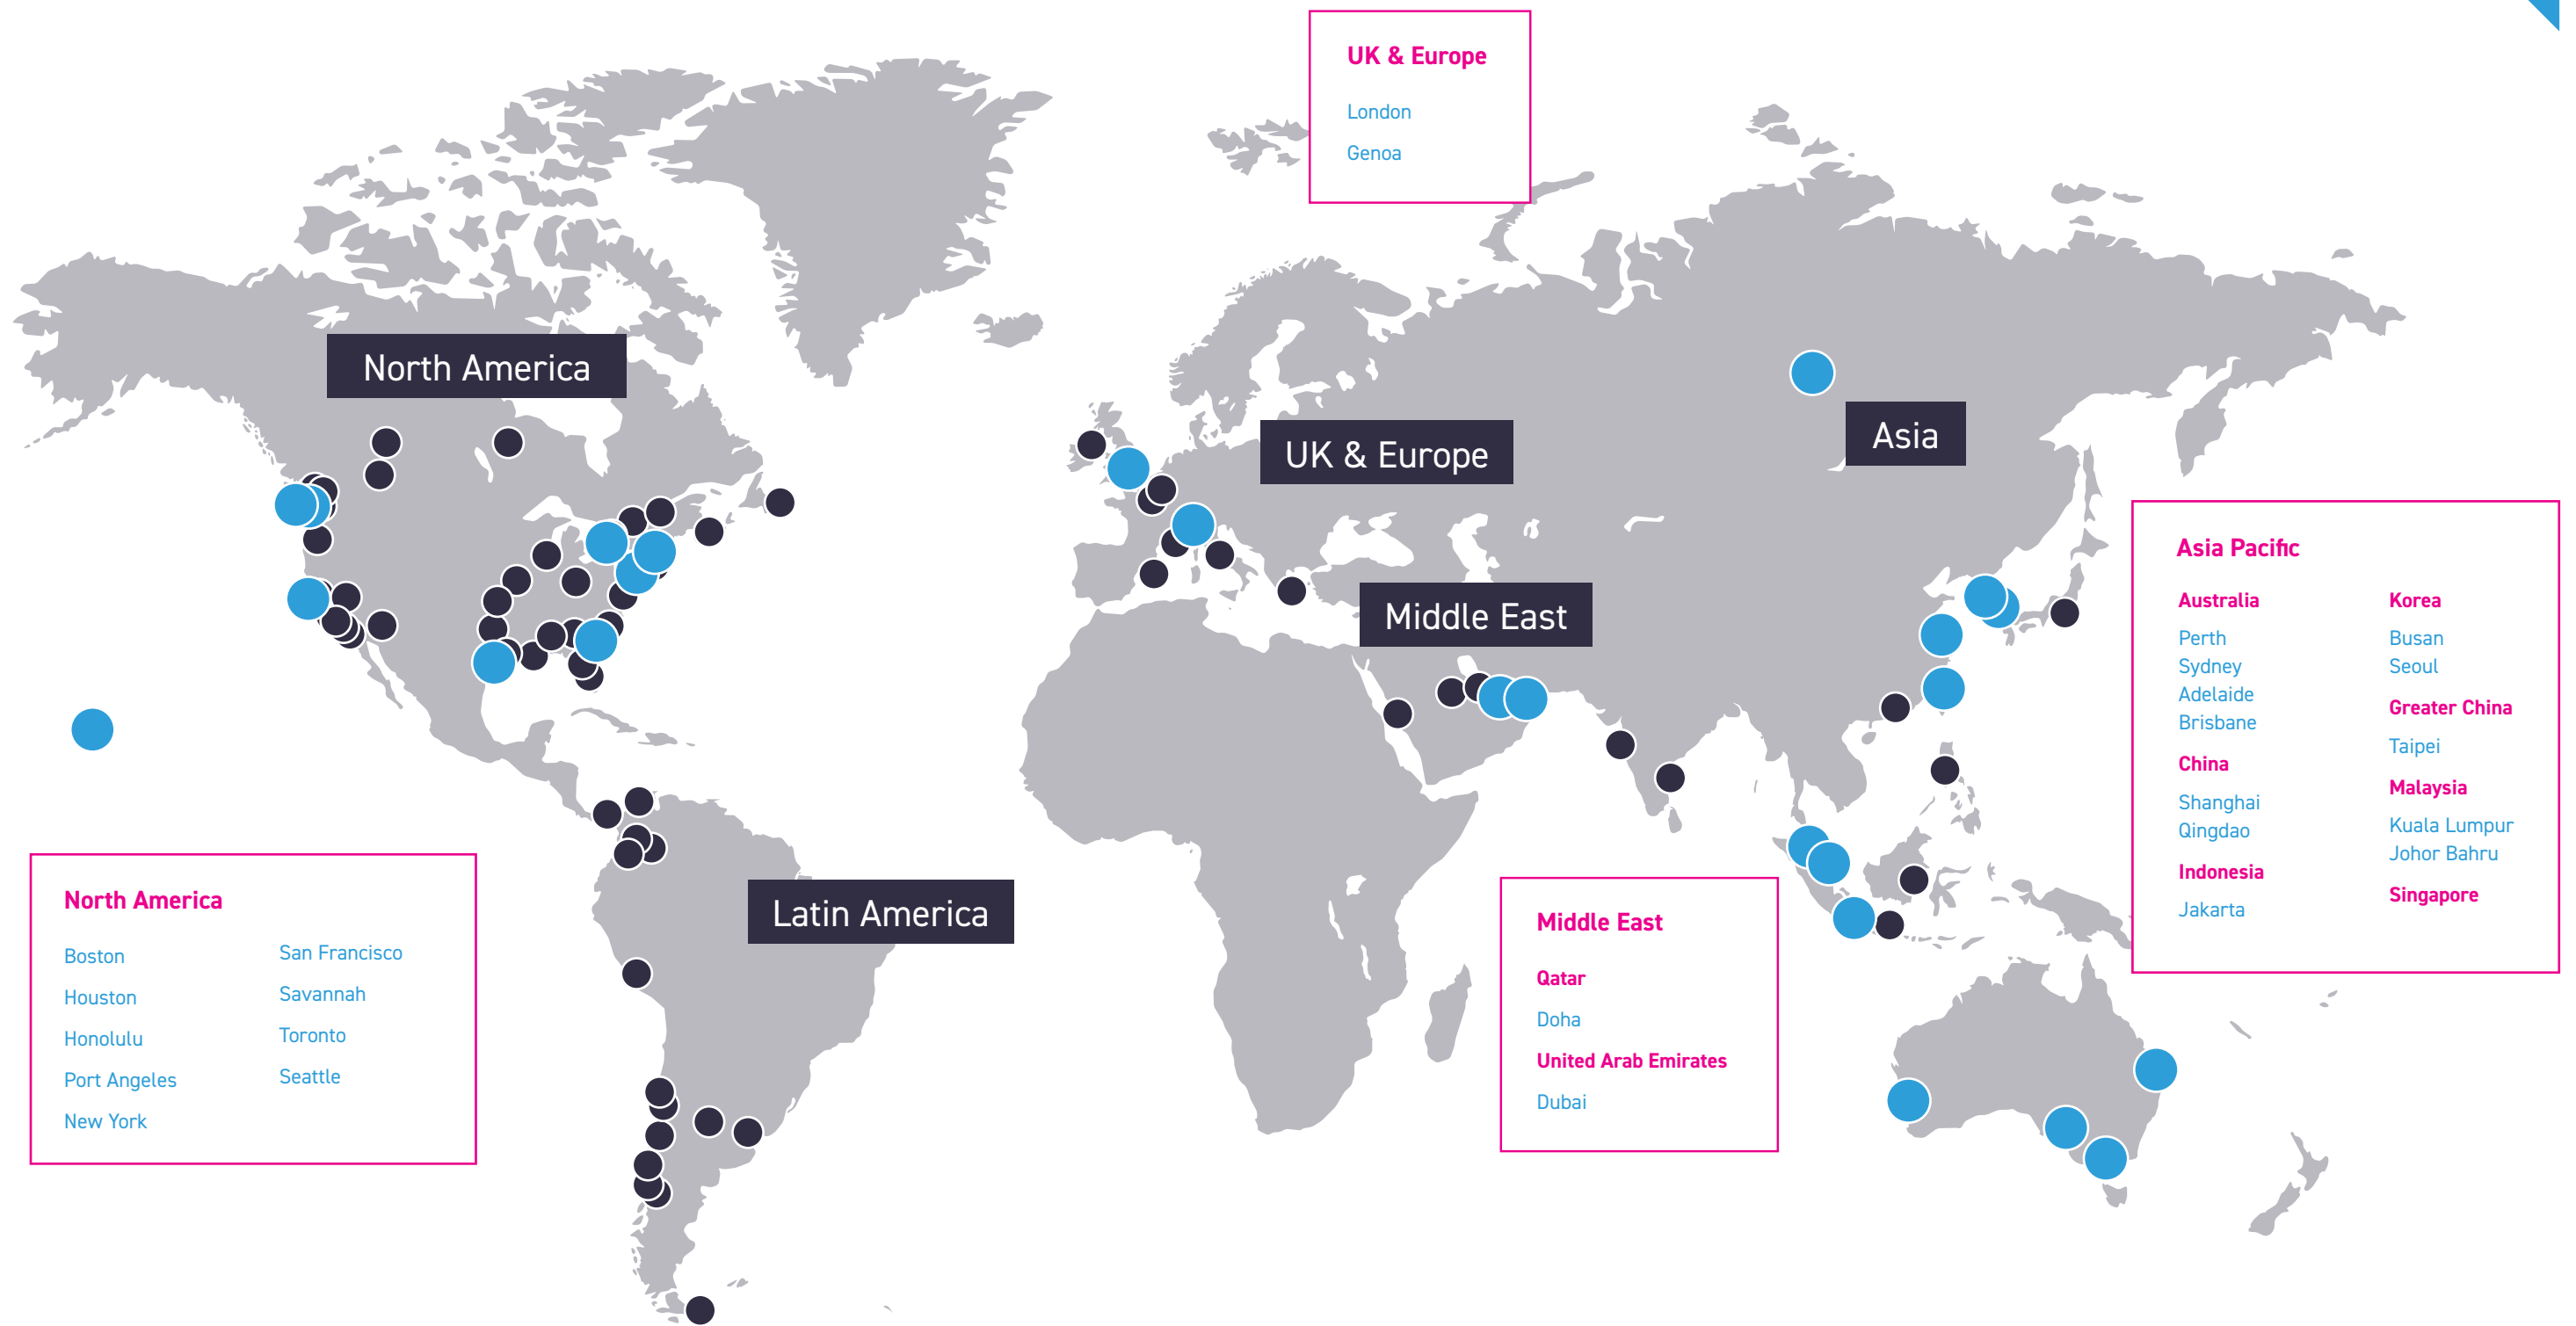 UK & Europe
London
Genoa
North America
UK & Europe
Asia
Middle East
Latin America
North America
Boston
Houston
Honolulu
Port Angeles
New York
San Francisco
Savannah
Toronto
Seattle
Middle East
Qatar
Doha
United Arab Emirates
Dubai
Asia Pacific
Australia
Perth
Sydney
Adelaide
Brisbane
China
Shanghai
Qingdao
Indonesia
Jakarta
Korea
Busan
Seoul
Greater China
Taipei
Malaysia
Kuala Lumpur
Johor Bahru
Singapore